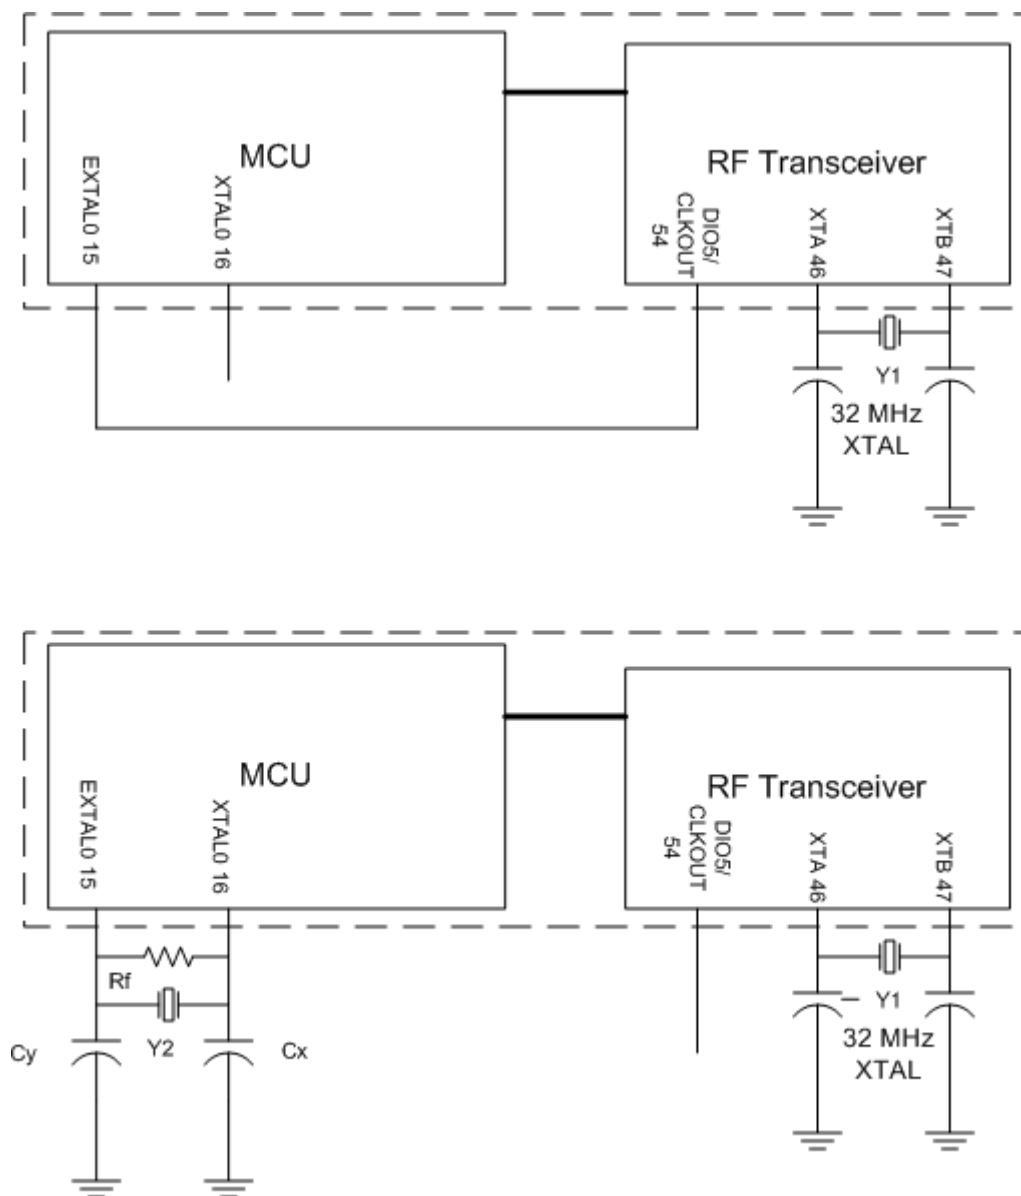 MCU
RF Transceiver
EXTAL0 15
XTAL0 16
DIO5/
CLKOUT
54
XTA 46
XTB 47
Y1
32 MHz
XTAL
MCU
RF Transceiver
EXTAL0 15
XTAL0 16
DIO5/
CLKOUT
54
XTA 46
XTB 47
Rf
Cy
Y2
Cx
Y1
32 MHz
XTAL